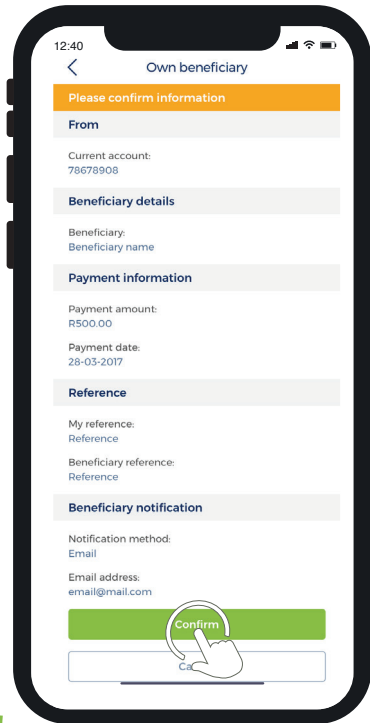 12:40
Own beneficiary
Please confirm information
From
Current account:
78678908
Beneficiary details
Beneficiary:
Beneficiary name
Payment information
Payment amount:
R500.00
Payment date:
28-03-2017
Reference
My reference:
Reference
Beneficiary reference:
Reference
Beneficiary notification
Notification method:
Email
Email address:
email@mail.com
Confirm